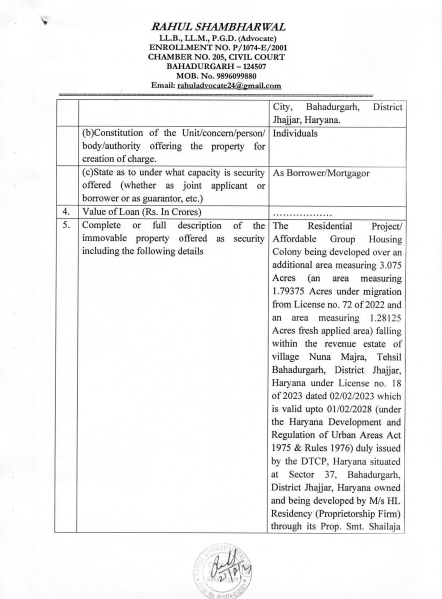 RAHUL SHAMBHARWAL
LL.B., LL.M., P.G.D. (Advocate)
ENROLLMENT NO. P/1074-E/2001
CHAMBER NO. 205, CIVIL COURT
BAHADURGARH – 124507
MOB. No. 9896099880
Email: rahuladvocate24@gmail.com
City, Bahadurgarh, District
Jhajjar, Haryana.
(b)Constitution of the Unit/concern/person/
body/authority offering the property for
creation of charge.
Individuals
(c)State as to under what capacity is security
offered (whether as joint applicant or
borrower or as guarantor, etc.)
As Borrower/Mortgagor
4.
Value of Loan (Rs. In Crores)
………………
5.
Complete or full description of the
immovable property offered as security
including the following details
The Residential Project/
Affordable Group Housing
Colony being developed over an
additional area measuring 3.075
Acres (an area measuring
1.79375 Acres under migration
from License no. 72 of 2022 and
an area measuring 1.28125
Acres fresh applied area) falling
within the revenue estate of
village Nuna Majra, Tehsil
Bahadurgarh, District Jhajjar,
Haryana under License no. 18
of 2023 dated 02/02/2023 which
is valid upto 01/02/2028 (under
the Haryana Development and
Regulation of Urban Areas Act
1975 & Rules 1976) duly issued
by the DTCP, Haryana situated
at Sector 37, Bahadurgarh,
District Jhajjar, Haryana owned
and being developed by M/s HL
Residency (Proprietorship Firm)
through its Prop. Smt. Shailaja